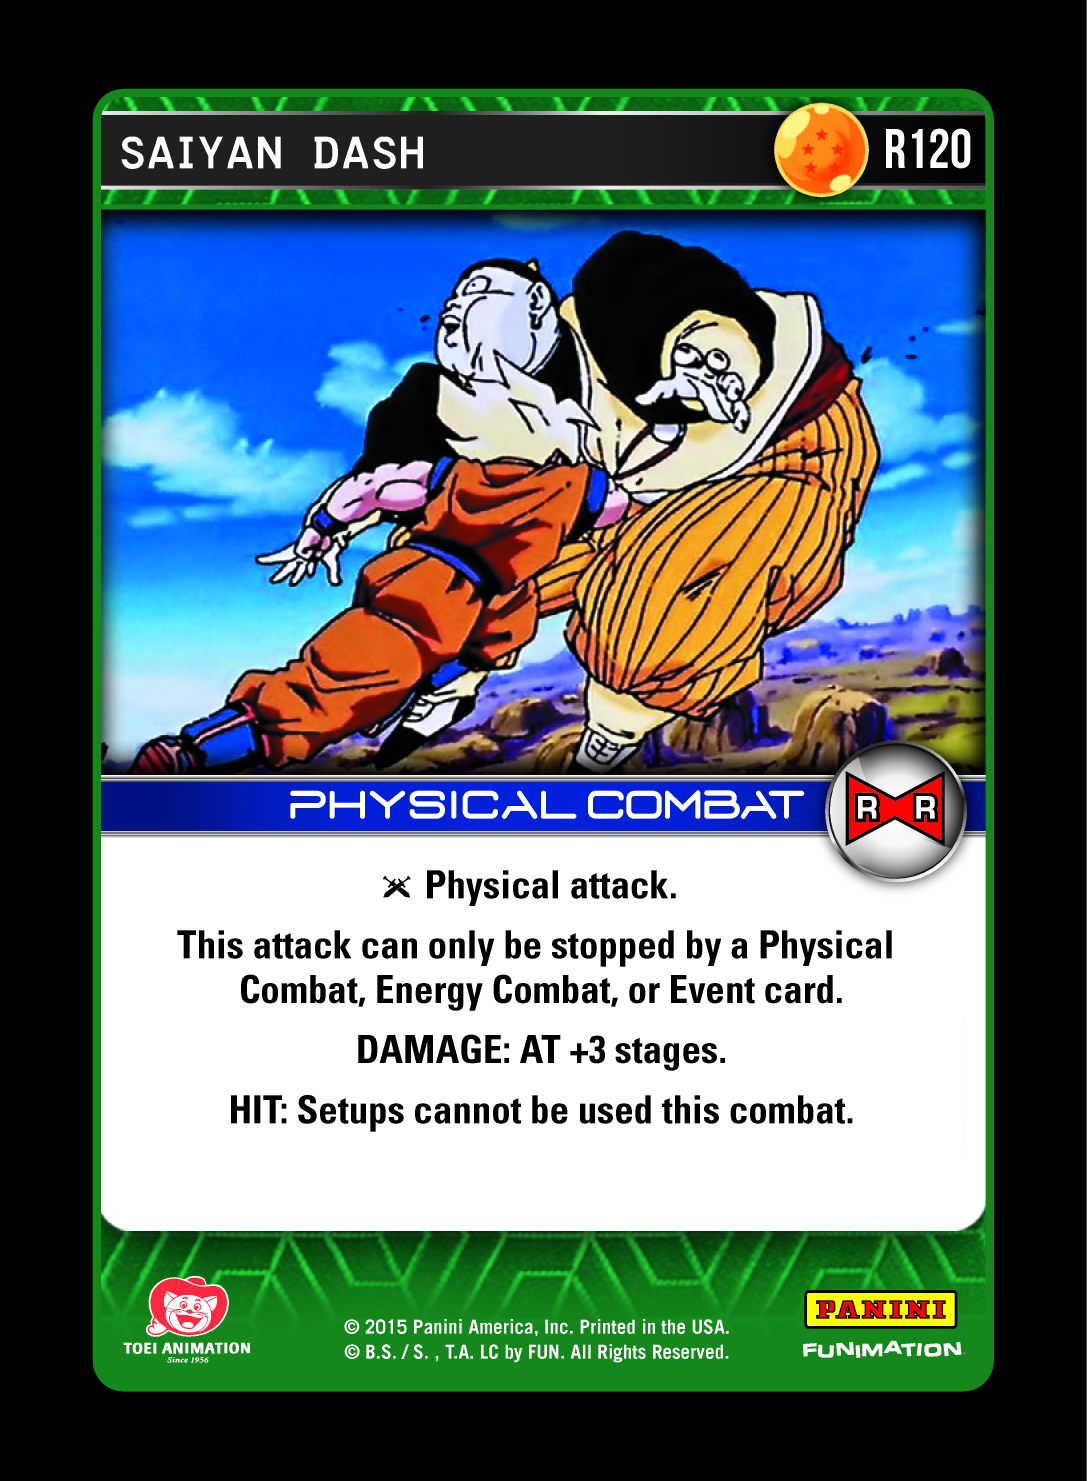 SAIYAN DASH
R120
PHYSICAL COMBAT
R R
Physical attack.
This attack can only be stopped by a Physical
Combat, Energy Combat, or Event card.
DAMAGE: AT +3 stages.
HIT: Setups cannot be used this combat.
TOEI ANIMATION
Since 1956
© 2015 Panini America, Inc. Printed in the USA.
© B.S. / S. , T.A. LC by FUN. All Rights Reserved.
PANINI
FUNIMATION